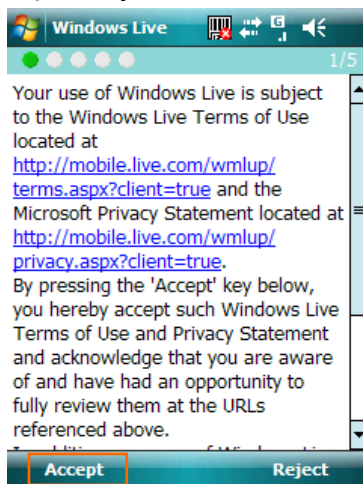 Windows Live
G
1/5
Your use of Windows Live is subject
to the Windows Live Terms of Use
located at
http://mobile.live.com/wmlup/
terms.aspx?client=true and the
Microsoft Privacy Statement located at
http://mobile.live.com/wmlup/
privacy.aspx?client=true.
By pressing the 'Accept' key below,
you hereby accept such Windows Live
Terms of Use and Privacy Statement
and acknowledge that you are aware
of and have had an opportunity to
fully review them at the URLs
referenced above.
Accept Reject